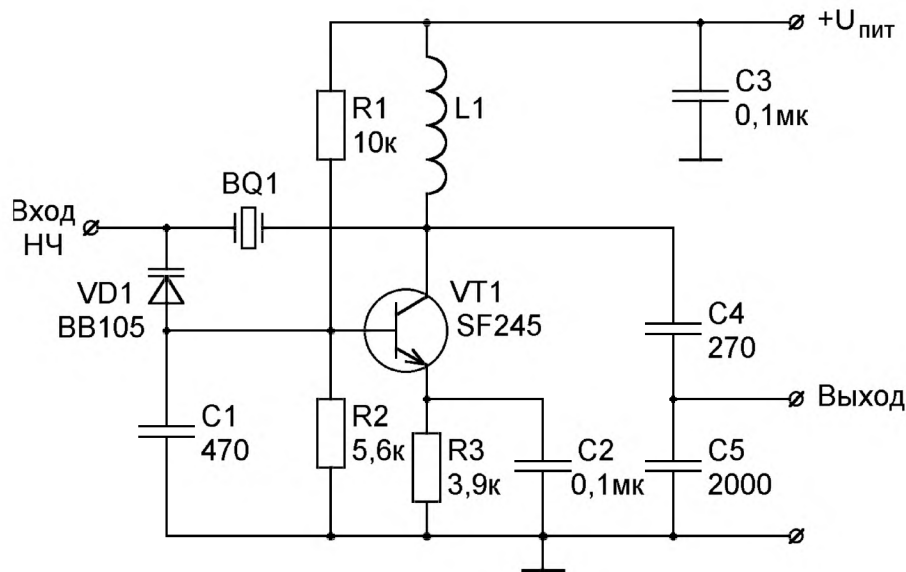 +Uпит
C3
0,1мк
R1
10к
L1
BQ1
Вход
НЧ
VD1
BB105
VT1
SF245
C4
270
Выход
C1
470
R2
5,6к
R3
3,9к
C2
0,1мк
C5
2000